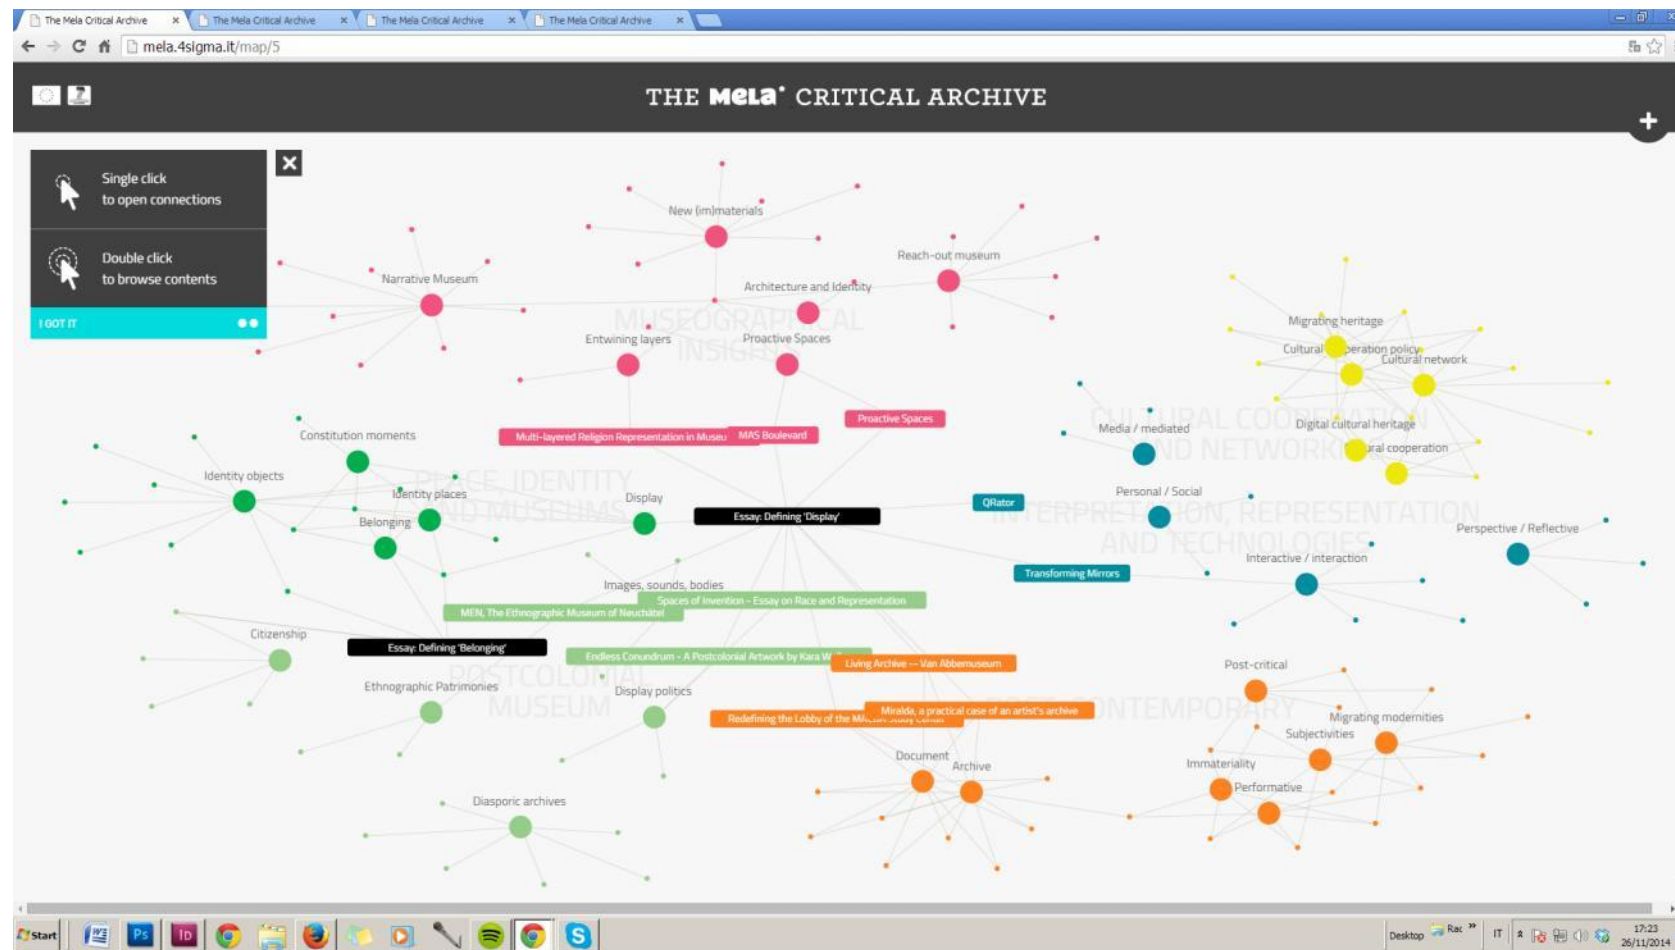 The Mela Critical Archive
The Mela Critical Archive
The Mela Critical Archive
The Mela Critical Archive
mela.4sigma.it/map/5
THE MeLa* CRITICAL ARCHIVE
Single click
to open connections
Double click
to browse contents
I GOT IT
New (im)materials
Reach-out museum
Narrative Museum
Architecture and Identity
MUSEOGRAPHICAL
INSIGHTS
Entwining layers
Proactive Spaces
Migrating heritage
Cultural
peration policy
Cultural network
Proactive Spaces
Multi-layered Religion Representation in Museu
MAS Boulevard
CULTURAL COOPERATION
AND NETWORKING
Media / mediated
Digital cultural heritage
ural cooperation
Constitution moments
Identity objects
PLACE, IDENTITY
AND MUSEUMS
Identity places
Belonging
Display
Essay: Defining 'Display'
QRator
Personal / Social
INTERPRETATION, REPRESENTATION
AND TECHNOLOGIES
Perspective / Reflective
Interactive / interaction
Transforming Mirrors
Images, sounds, bodies
Spaces of Invention – Essay on Race and Representation
MEN, The Ethnographic Museum of Neuchâtel
Citizenship
Essay: Defining 'Belonging'
Endless Conundrum – A Postcolonial Artwork by Kara W
Living Archive — Van Abbemuseum
POSTCOLONIAL
MUSEUM
Ethnographic Patrimonies
Display politics
Post-critical
Miralda, a practical case of an artist's archive
Redefining the Lobby of the
CONTEMPORARY
Migrating modernities
Subjectivities
Document
Archive
Immateriality
Performative
Diasporic archives
Start
W
Ps
ID
S
Desktop
Rac
»
IT
17:23
26/11/2014